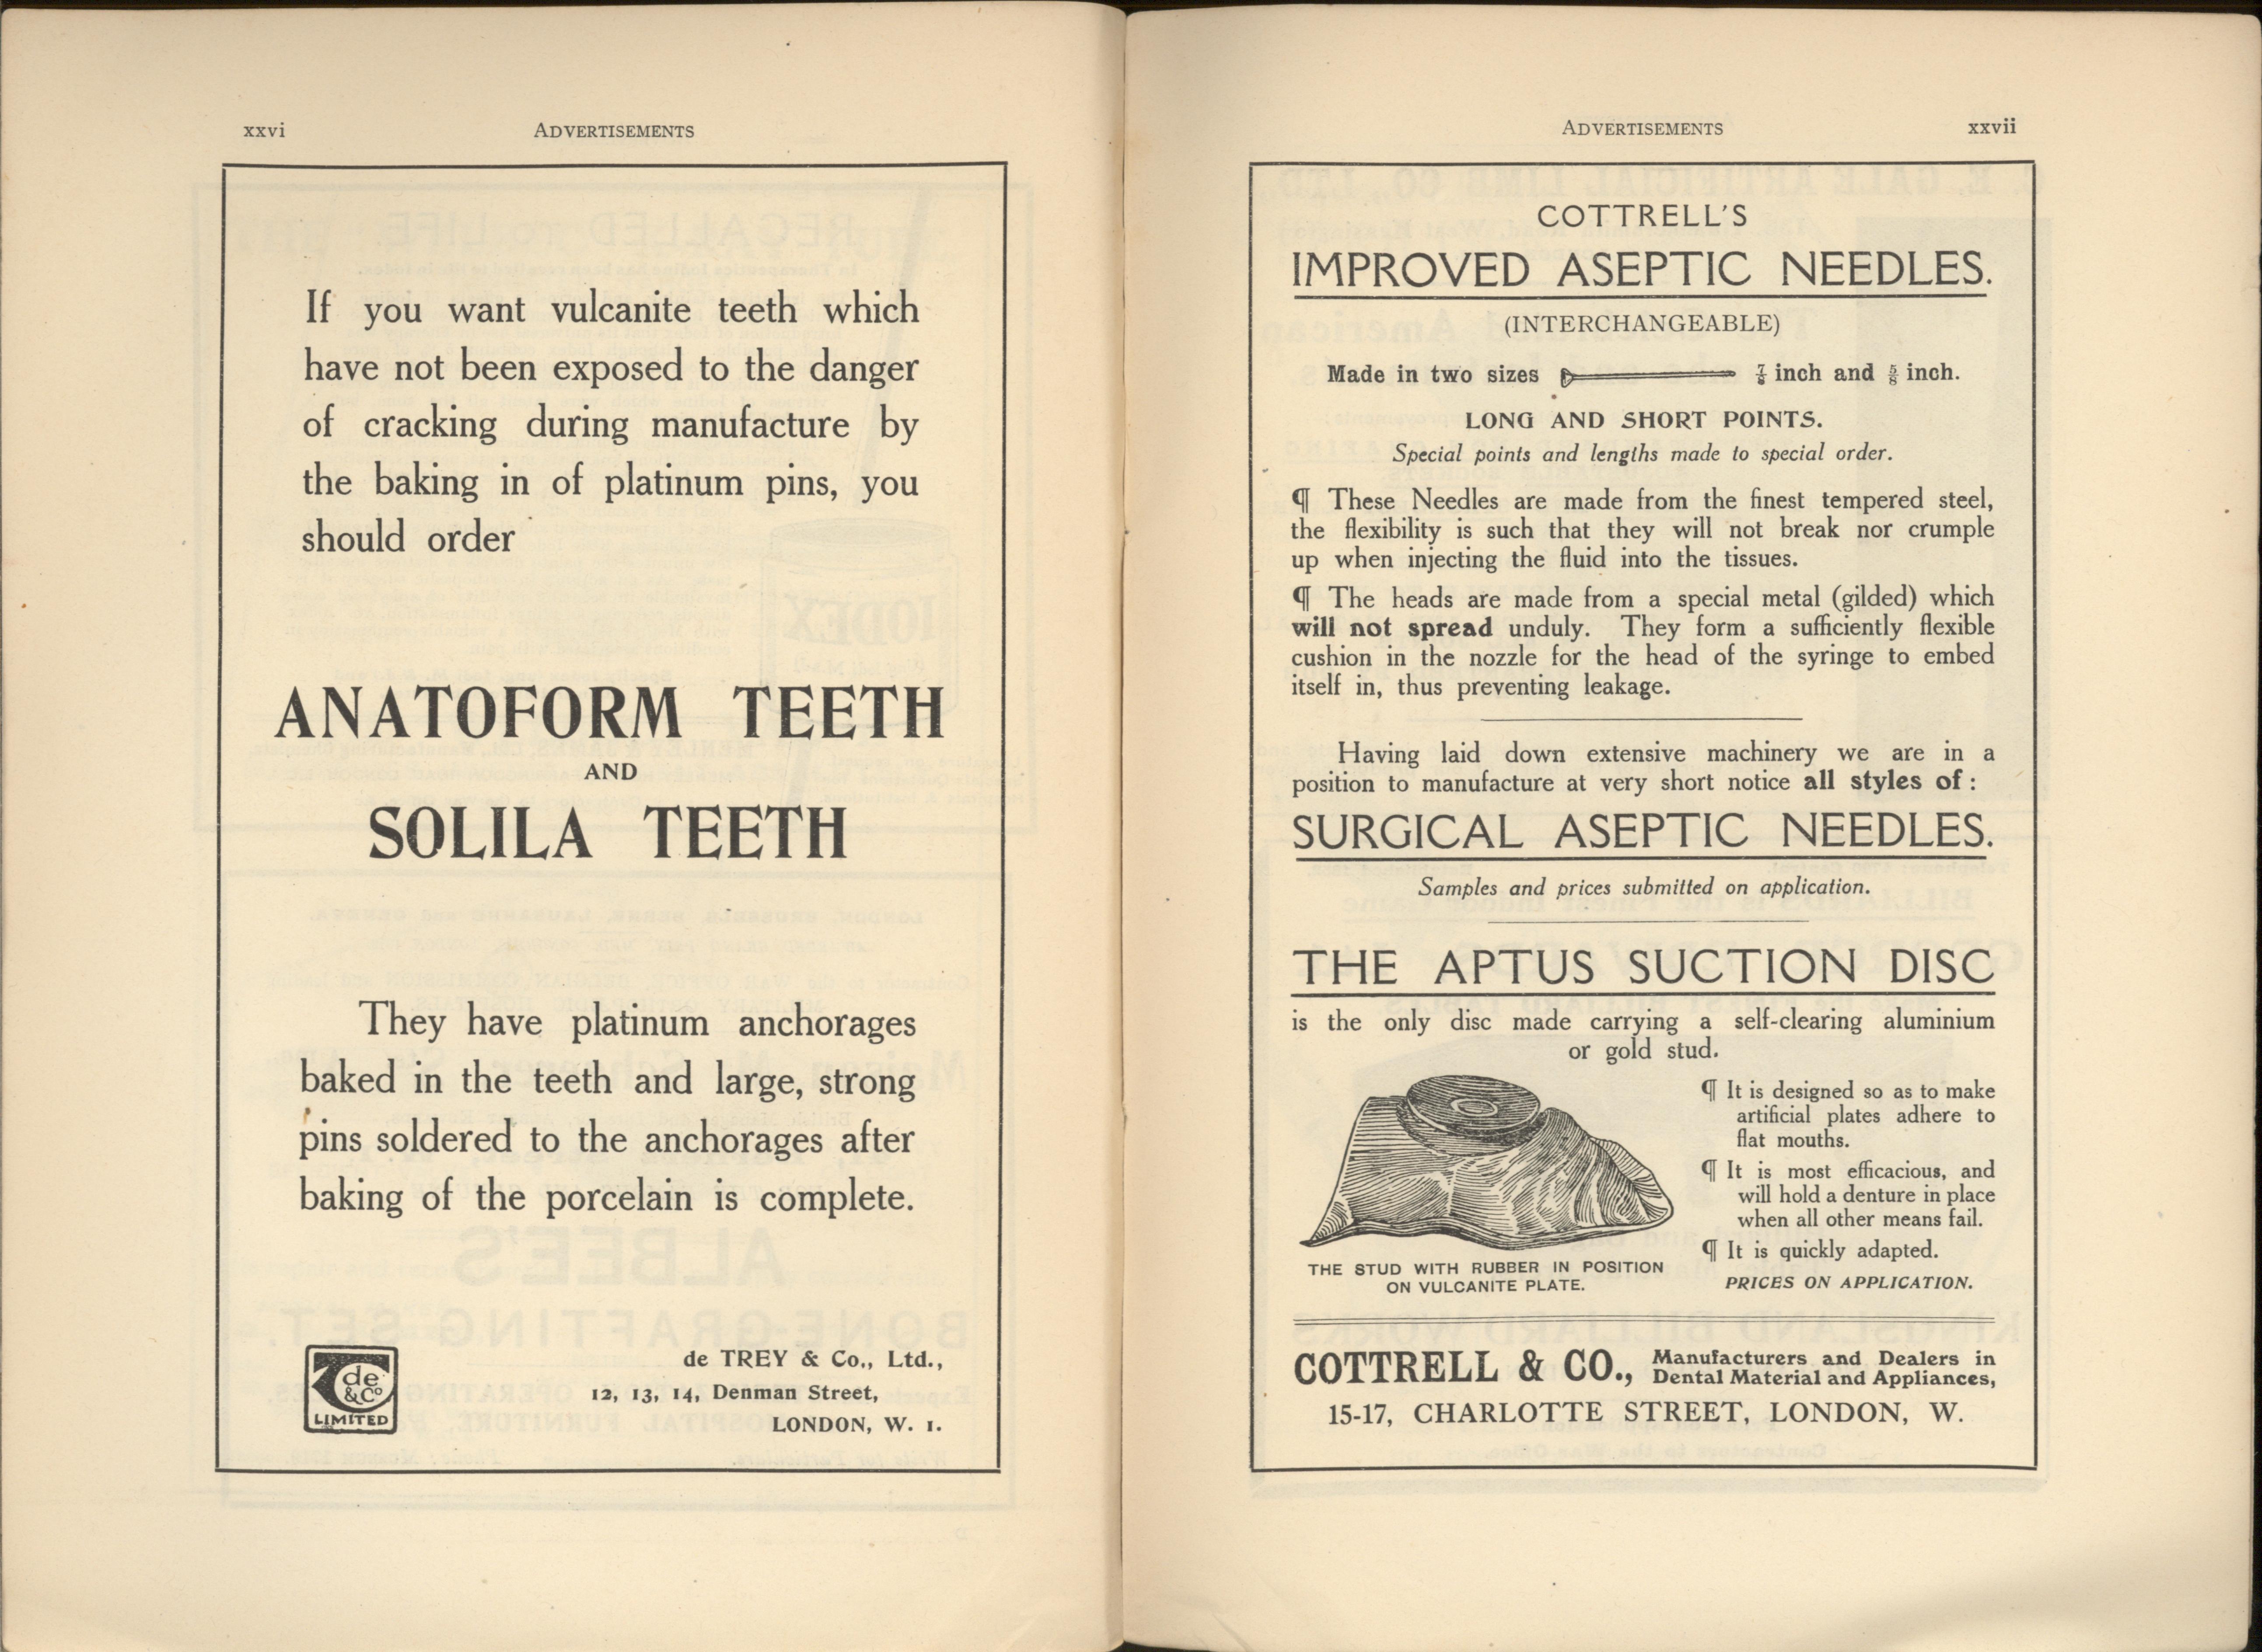 xxvi
ADVERTISEMENTS
If you want vulcanite teeth which
have not been exposed to the danger
of cracking during manufacture by
the baking in of platinum pins, you
should order
ANATOFORM TEETH
AND
SOLILA TEETH
They have platinum anchorages
baked in the teeth and large, strong
pins soldered to the anchorages after
baking of the porcelain is complete.
de
& Co
LIMITED
de TREY & Co., Ltd.,
12, 13, 14, Denman Street,
LONDON, W. 1.
ADVERTISEMENTS
xxvii
COTTRELL'S
IMPROVED ASEPTIC NEEDLES.
(INTERCHANGEABLE)
Made in two sizes ⅞ inch and ⅝ inch.
LONG AND SHORT POINTS.
Special points and lengths made to special order.
¶ These Needles are made from the finest tempered steel,
the flexibility is such that they will not break nor crumple
up when injecting the fluid into the tissues.
¶ The heads are made from a special metal (gilded) which
will not spread unduly. They form a sufficiently flexible
cushion in the nozzle for the head of the syringe to embed
itself in, thus preventing leakage.
Having laid down extensive machinery we are in a
position to manufacture at very short notice all styles of :
SURGICAL ASEPTIC NEEDLES.
Samples and prices submitted on application.
THE APTUS SUCTION DISC
is the only disc made carrying a self-clearing aluminium
or gold stud.
¶ It is designed so as to make
artificial plates adhere to
flat mouths.
¶ It is most efficacious, and
will hold a denture in place
when all other means fail.
¶ It is quickly adapted.
PRICES ON APPLICATION.
THE STUD WITH RUBBER IN POSITION
ON VULCANITE PLATE.
COTTRELL & CO., Manufacturers and Dealers in
Dental Material and Appliances,
15-17, CHARLOTTE STREET, LONDON, W.